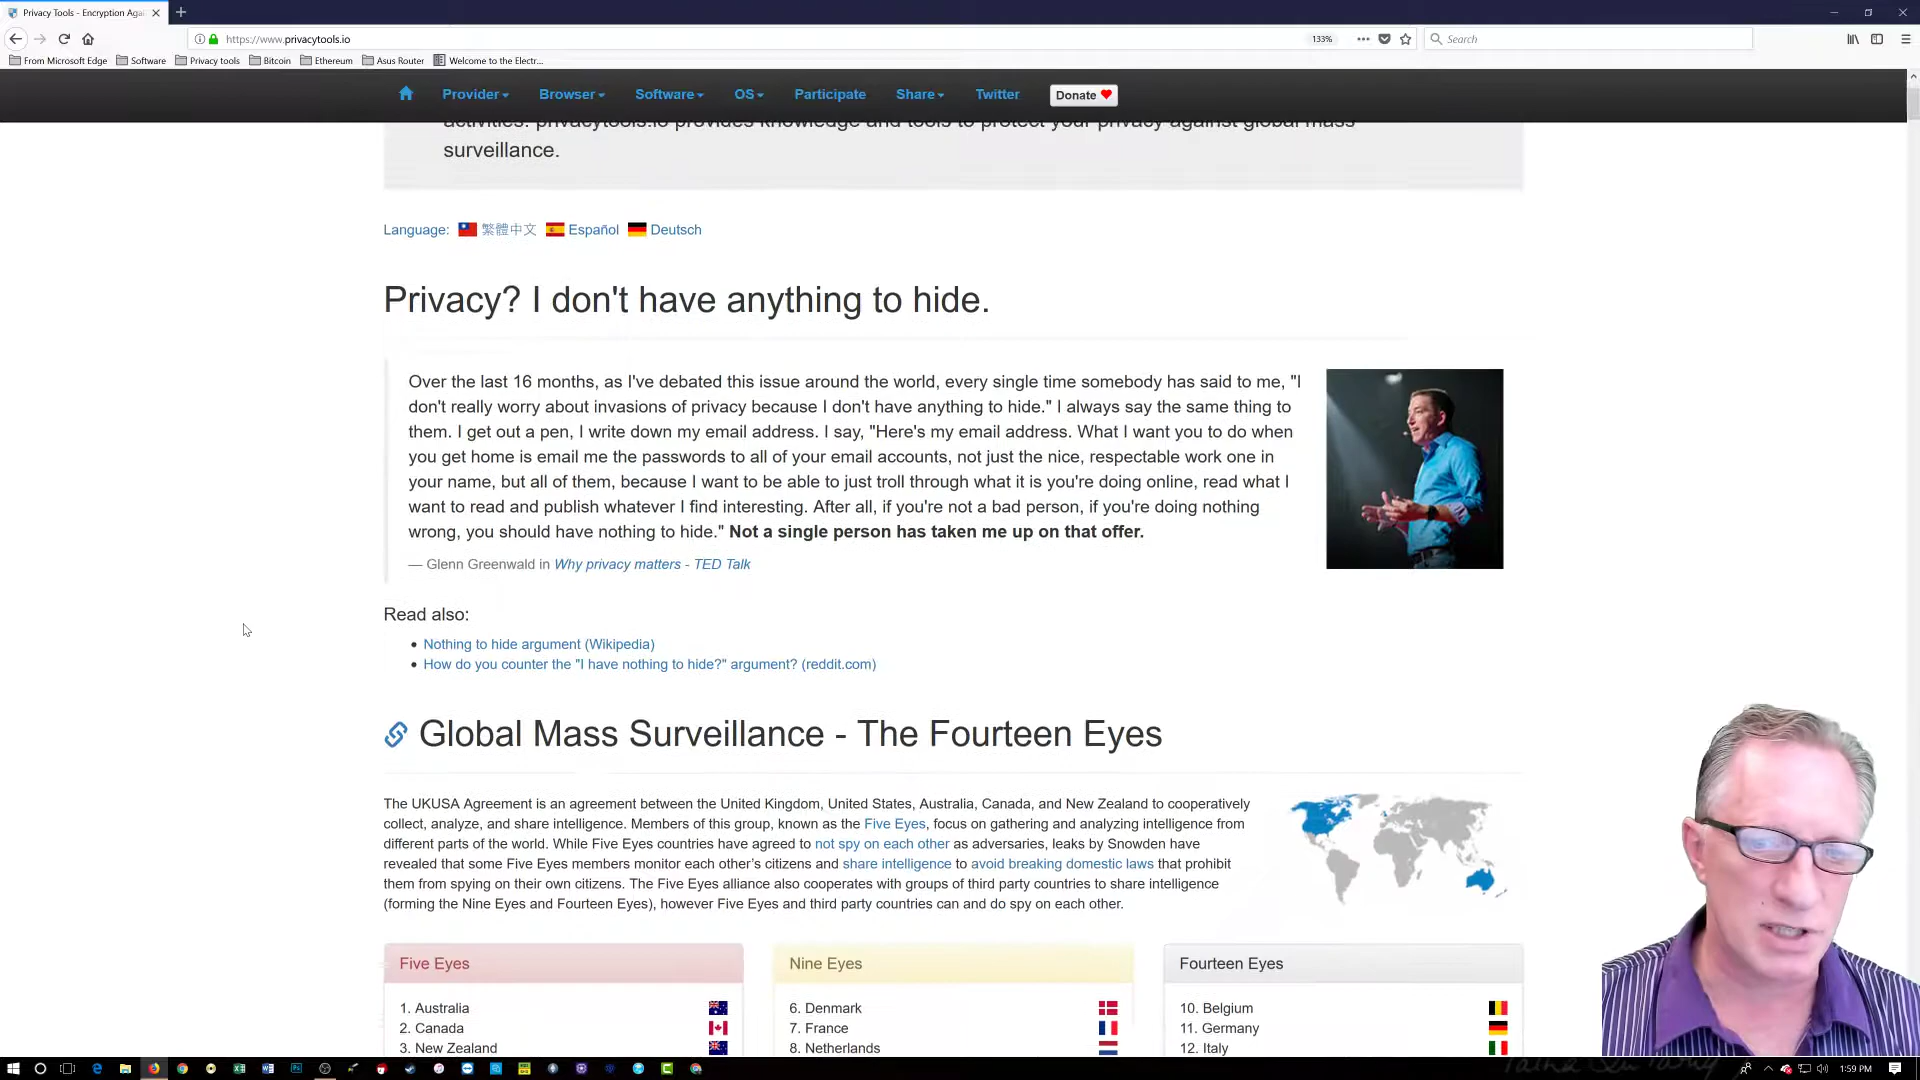 Privacy Tools - Encryption Aga
https://www.privacytools.io
133%
Search
From Microsoft Edge Software Privacy tools Bitcoin Ethereum Asus Router Welcome to the Electr...
Provider Browser Software OS Participate Share Twitter Donate
activities. privacytools.io provides knowledge and tools to protect your privacy against global mass
surveillance.
Language: 繁體中文 Español Deutsch
Privacy? I don't have anything to hide.
Over the last 16 months, as I've debated this issue around the world, every single time somebody has said to me, "I
don't really worry about invasions of privacy because I don't have anything to hide." I always say the same thing to
them. I get out a pen, I write down my email address. I say, "Here's my email address. What I want you to do when
you get home is email me the passwords to all of your email accounts, not just the nice, respectable work one in
your name, but all of them, because I want to be able to just troll through what it is you're doing online, read what I
want to read and publish whatever I find interesting. After all, if you're not a bad person, if you're doing nothing
wrong, you should have nothing to hide." Not a single person has taken me up on that offer.
— Glenn Greenwald in Why privacy matters - TED Talk
Read also:
Nothing to hide argument (Wikipedia)
How do you counter the "I have nothing to hide?" argument? (reddit.com)
Global Mass Surveillance - The Fourteen Eyes
The UKUSA Agreement is an agreement between the United Kingdom, United States, Australia, Canada, and New Zealand to cooperatively
collect, analyze, and share intelligence. Members of this group, known as the Five Eyes, focus on gathering and analyzing intelligence from
different parts of the world. While Five Eyes countries have agreed to not spy on each other as adversaries, leaks by Snowden have
revealed that some Five Eyes members monitor each other's citizens and share intelligence to avoid breaking domestic laws that prohibit
them from spying on their own citizens. The Five Eyes alliance also cooperates with groups of third party countries to share intelligence
(forming the Nine Eyes and Fourteen Eyes), however Five Eyes and third party countries can and do spy on each other.
Five Eyes
1. Australia
2. Canada
3. New Zealand
Nine Eyes
6. Denmark
7. France
8. Netherlands
Fourteen Eyes
10. Belgium
11. Germany
12. Italy
1:59 PM